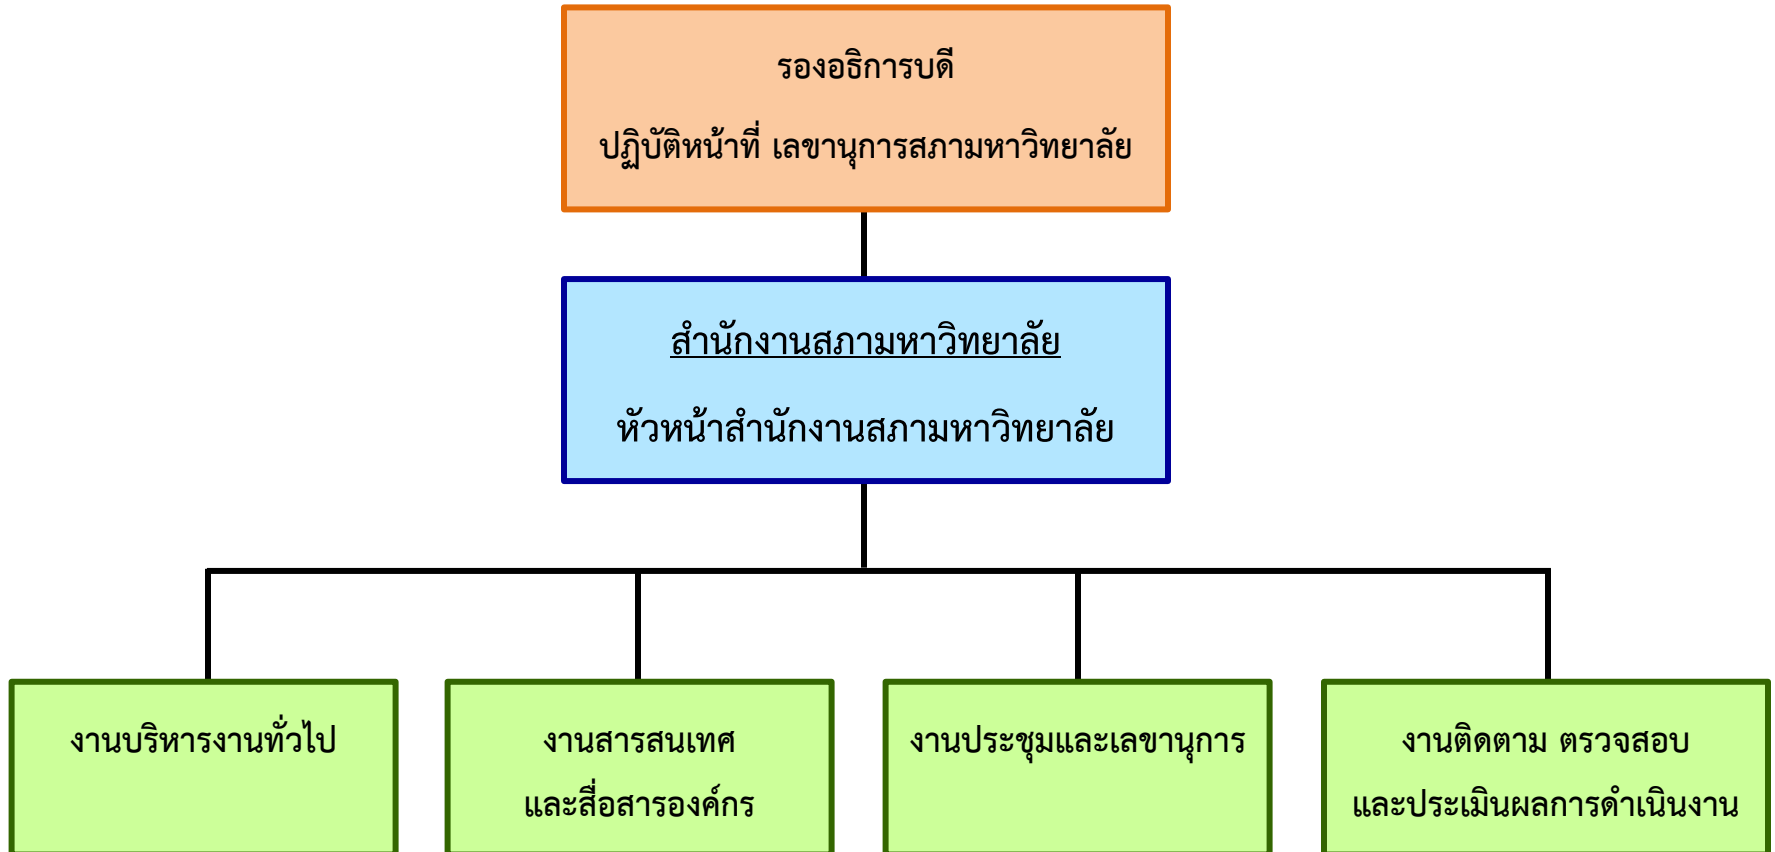 รองอธิการบดี
ปฏิบัติหน้าที่ เลขานุการสภามหาวิทยาลัย
สำนักงานสภามหาวิทยาลัย
หัวหน้าสำนักงานสภามหาวิทยาลัย
งานบริหารงานทั่วไป
งานสารสนเทศ
และสื่อสารองค์กร
งานประชุมและเลขานุการ
งานติดตาม ตรวจสอบ
และประเมินผลการดำเนินงาน